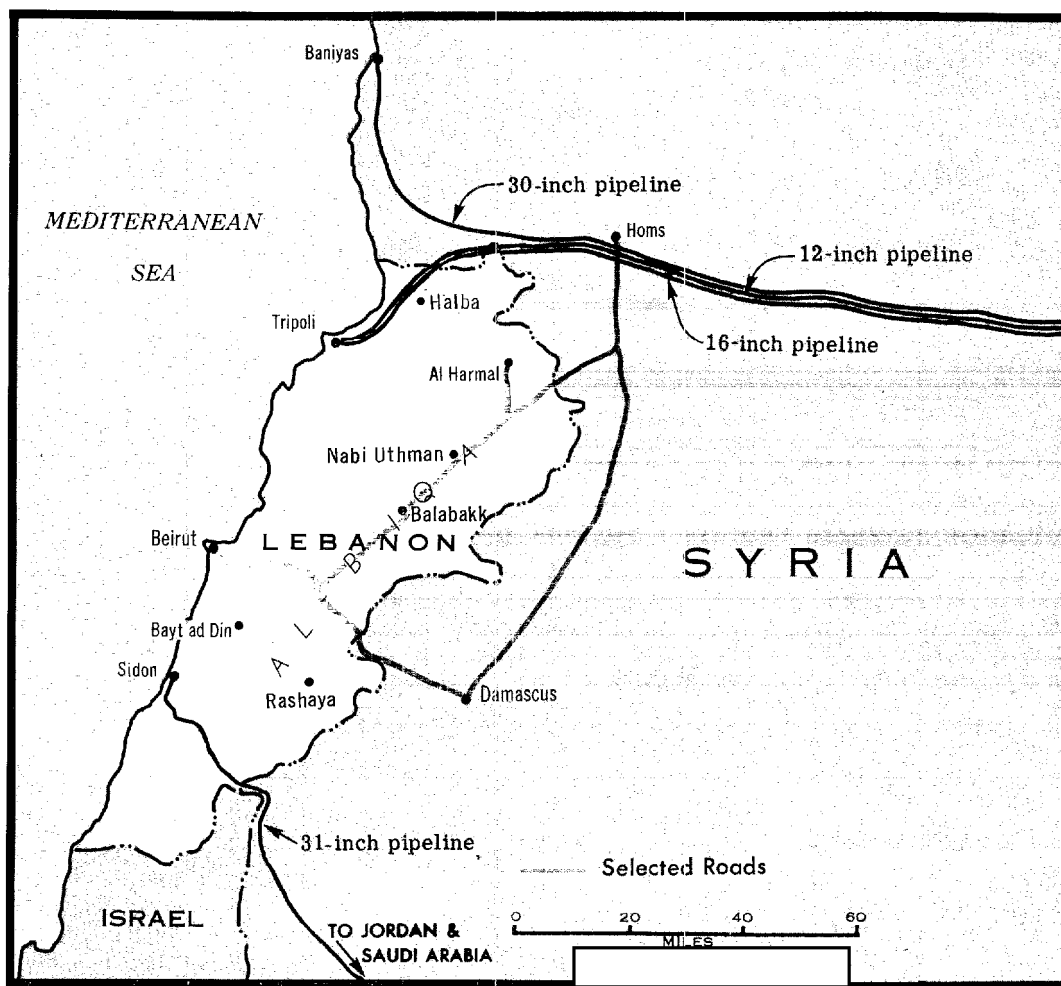 Baniyas
30-inch pipeline
MEDITERRANEAN
SEA
Homs
12-inch pipeline
Halba
Tripoli
16-inch pipeline
Al Harmal
Nabi Uthman
Balabakk
Beirut
LEBANON
AL BIQA
SYRIA
Bayt ad Din
Sidon
Rashaya
Damascus
31-inch pipeline
Selected Roads
ISRAEL
0 20 40 60
MILES
TO JORDAN &
SAUDI ARABIA